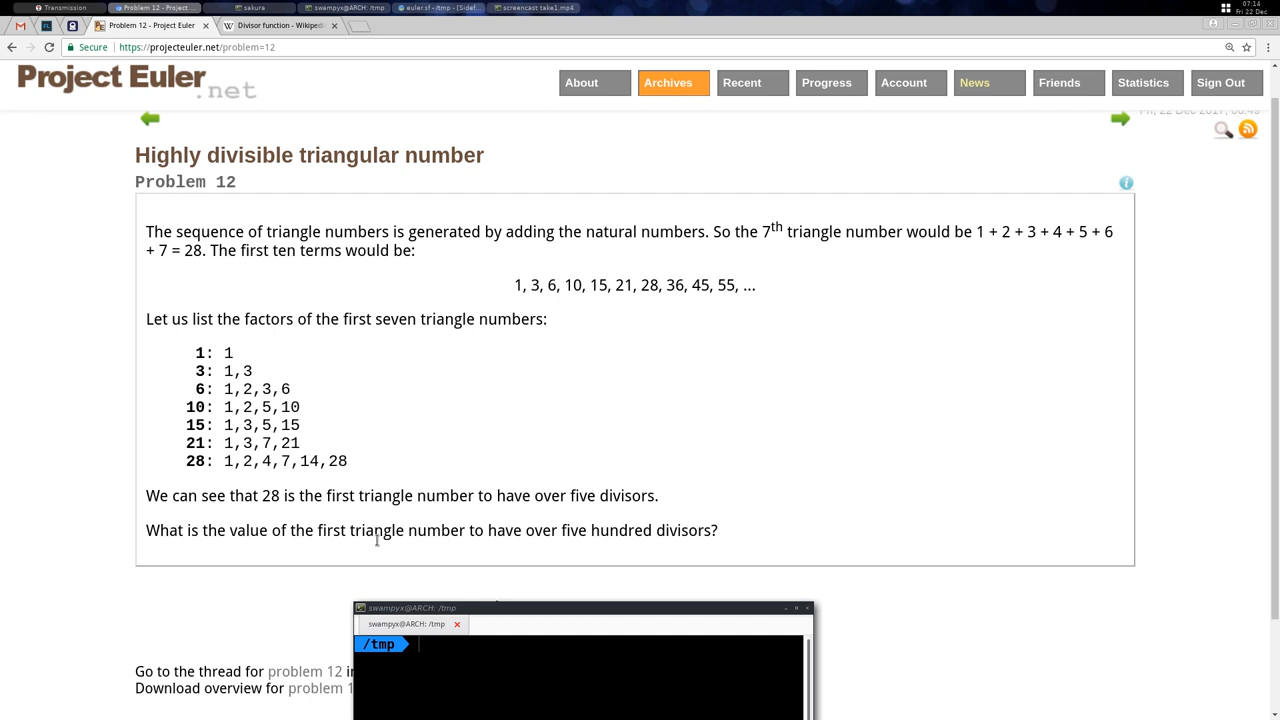 Transmission
Problem 12 - Project ...
sakura
swampyx@ARCH: /tmp
euler.sf - /tmp - [Sidef...
screencast take1.mp4
07:14
Fri 22 Dec
Problem 12 - Project Euler
Divisor function - Wikiped
Secure
https://projecteuler.net/problem=12
Project Euler
.net
About
Archives
Recent
Progress
Account
News
Friends
Statistics
Sign Out
Highly divisible triangular number
Problem 12
The sequence of triangle numbers is generated by adding the natural numbers. So the 7th triangle number would be 1 + 2 + 3 + 4 + 5 + 6
+ 7 = 28. The first ten terms would be:
1, 3, 6, 10, 15, 21, 28, 36, 45, 55, ...
Let us list the factors of the first seven triangle numbers:
1: 1
3: 1,3
6: 1,2,3,6
10: 1,2,5,10
15: 1,3,5,15
21: 1,3,7,21
28: 1,2,4,7,14,28
We can see that 28 is the first triangle number to have over five divisors.
What is the value of the first triangle number to have over five hundred divisors?
swampyx@ARCH: /tmp
swampyx@ARCH: /tmp
/tmp
Go to the thread for problem 12 i
Download overview for problem 1